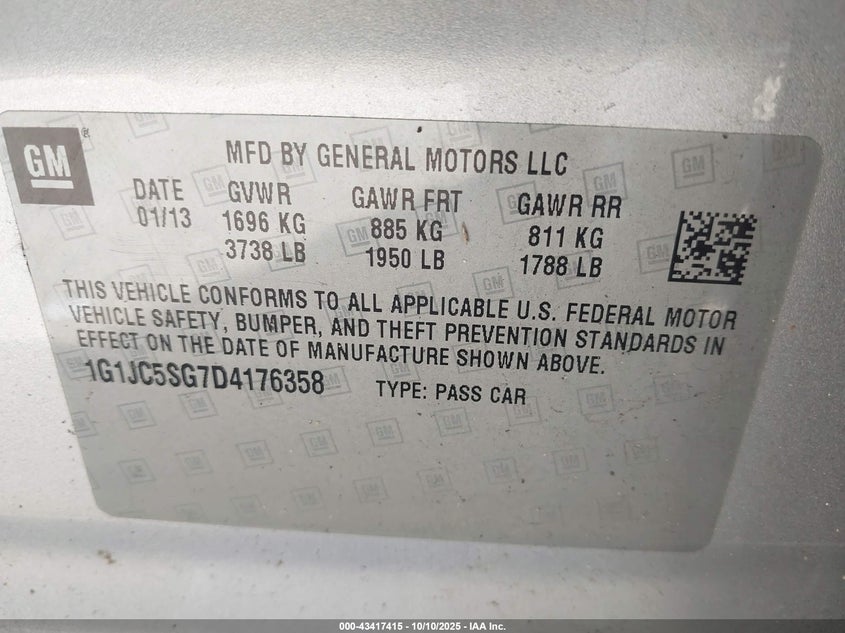 GM®
MFD BY GENERAL MOTORS LLC
DATE GVWR GAWR FRT GAWR RR
01/13 1696 KG 885 KG 811 KG
3738 LB 1950 LB 1788 LB
THIS VEHICLE CONFORMS TO ALL APPLICABLE U.S. FEDERAL MOTOR
VEHICLE SAFETY, BUMPER, AND THEFT PREVENTION STANDARDS IN
EFFECT ON THE DATE OF MANUFACTURE SHOWN ABOVE.
1G1JC5SG7D4176358 TYPE: PASS CAR
000-43417415 - 10/10/2025 - IAA Inc.